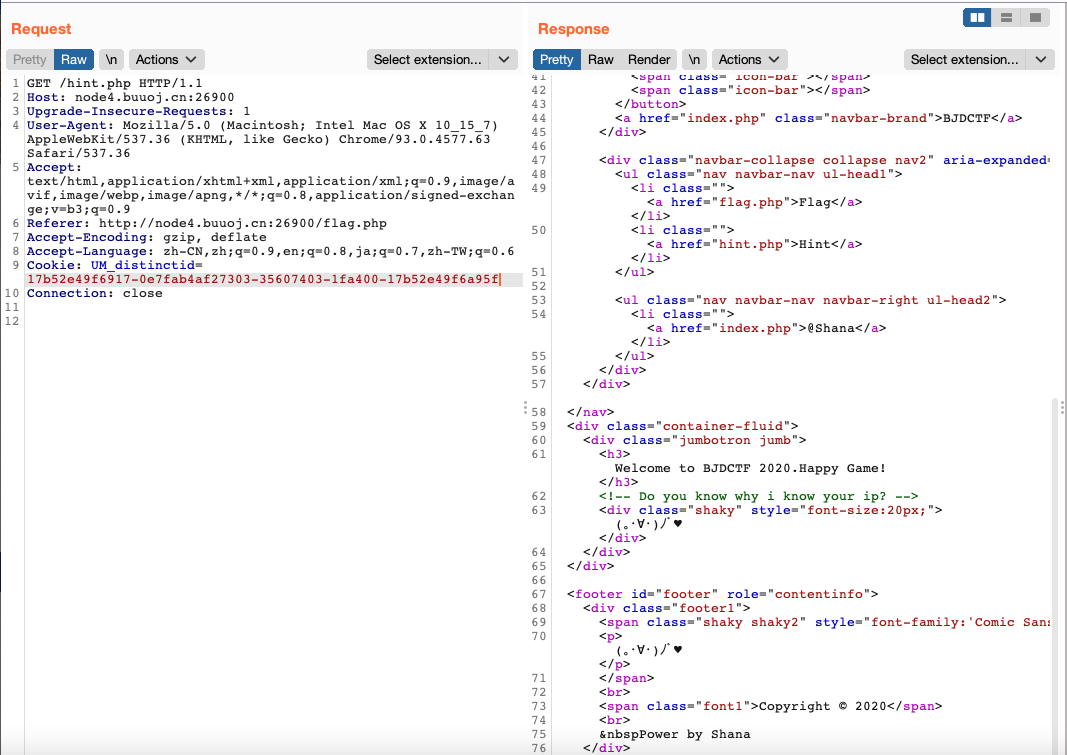 Request
Pretty Raw \n Actions Select extension...
1 GET /hint.php HTTP/1.1
2 Host: node4.buuoj.cn:26900
3 Upgrade-Insecure-Requests: 1
4 User-Agent: Mozilla/5.0 (Macintosh; Intel Mac OS X 10_15_7)
AppleWebKit/537.36 (KHTML, like Gecko) Chrome/93.0.4577.63
Safari/537.36
5 Accept:
text/html,application/xhtml+xml,application/xml;q=0.9,image/a
vif,image/webp,image/apng,*/*;q=0.8,application/signed-exchan
ge;v=b3;q=0.9
6 Referer: http://node4.buuoj.cn:26900/flag.php
7 Accept-Encoding: gzip, deflate
8 Accept-Language: zh-CN,zh;q=0.9,en;q=0.8,ja;q=0.7,zh-TW;q=0.6
9 Cookie: UM_distinctid=
17b52e49f6917-0e7fab4af27303-35607403-1fa400-17b52e49f6a95f
10 Connection: close
11
12
Response
Pretty Raw Render \n Actions Select extension...
41 <span class="icon-bar"></span>
42 <span class="icon-bar"></span>
43 </button>
44 <a href="index.php" class="navbar-brand">BJDCTF</a>
45 </div>
46
47 <div class="navbar-collapse collapse nav2" aria-expanded=
48 <ul class="nav navbar-nav ul-head1">
49 <li class="">
<a href="flag.php">Flag</a>
</li>
50 <li class="">
<a href="hint.php">Hint</a>
</li>
51 </ul>
52
53 <ul class="nav navbar-nav navbar-right ul-head2">
54 <li class="">
<a href="index.php">@Shana</a>
</li>
55 </ul>
56 </div>
57 </div>
58 </nav>
59 <div class="container-fluid">
60 <div class="jumbotron jumb">
61 <h3>
Welcome to BJDCTF 2020.Happy Game!
</h3>
62 <!-- Do you know why i know your ip? -->
63 <div class="shaky" style="font-size:20px;">
(｡･∀･)ﾉﾞ♥
</div>
64 </div>
65 </div>
66
67 <footer id="footer" role="contentinfo">
68 <div class="footer1">
69 <span class="shaky shaky2" style="font-family:'Comic Sans
70 <p>
(｡･∀･)ﾉﾞ♥
</p>
71 </span>
72 <br>
73 <span class="font1">Copyright © 2020</span>
74 <br>
75 &nbspPower by Shana
76 </div>